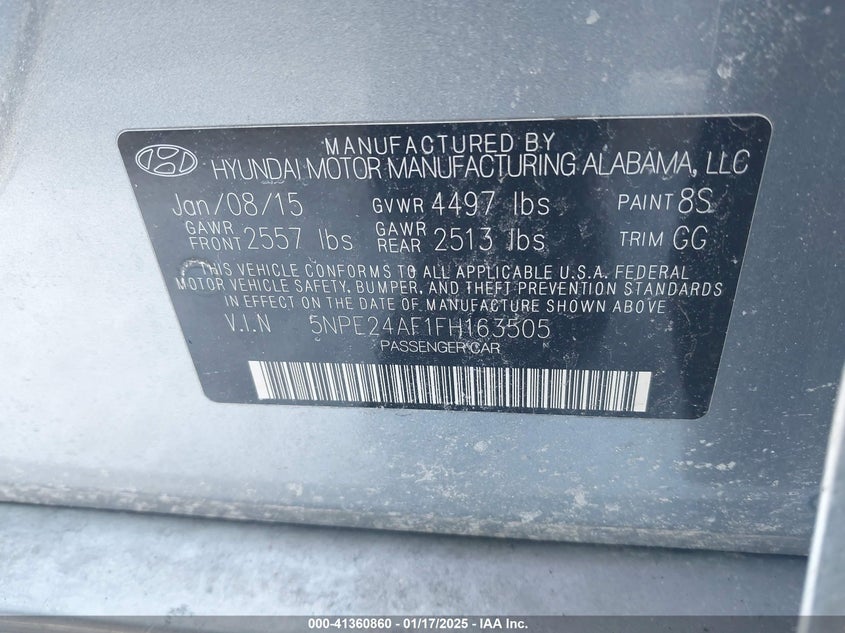 MANUFACTURED BY
HYUNDAI MOTOR MANUFACTURING ALABAMA, LLC
Jan/08/15 GVWR 4497 lbs PAINT 8S
GAWR FRONT 2557 lbs GAWR REAR 2513 lbs TRIM GG
THIS VEHICLE CONFORMS TO ALL APPLICABLE U.S.A. FEDERAL
MOTOR VEHICLE SAFETY, BUMPER, AND THEFT PREVENTION STANDARDS
IN EFFECT ON THE DATE OF MANUFACTURE SHOWN ABOVE
V.I.N 5NPE24AF1FH163505
PASSENGER CAR
000-41360860 - 01/17/2025 - IAA Inc.